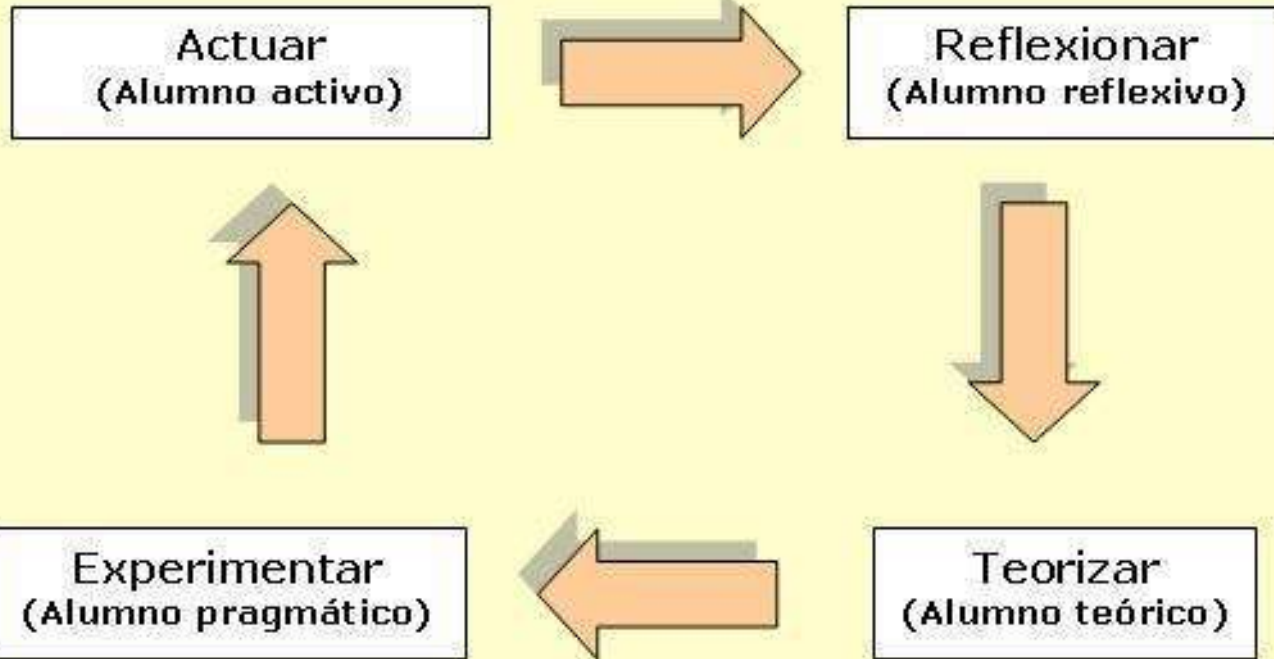 Actuar
(Alumno activo)
Reflexionar
(Alumno reflexivo)
Experimentar
(Alumno pragmático)
Teorizar
(Alumno teórico)